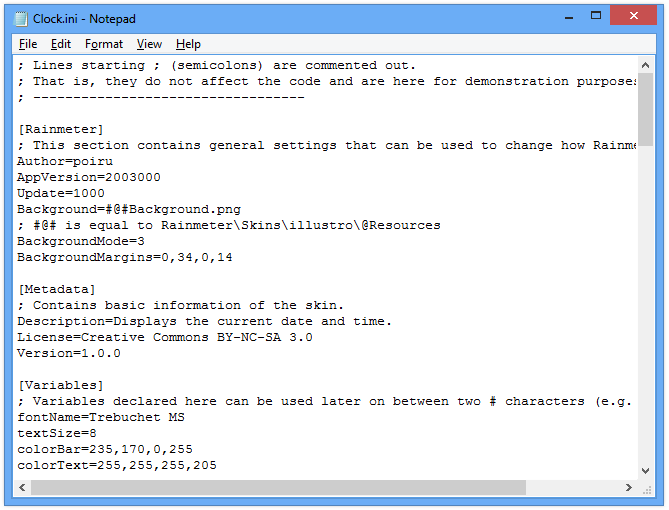 Clock.ini - Notepad
File Edit Format View Help
; Lines starting ; (semicolons) are commented out.
; That is, they do not affect the code and are here for demonstration purposes
; ----------------------------------
[Rainmeter]
; This section contains general settings that can be used to change how Rainme
Author=poiru
AppVersion=2003000
Update=1000
Background=#@#Background.png
; #@# is equal to Rainmeter\Skins\illustro\@Resources
BackgroundMode=3
BackgroundMargins=0,34,0,14
[Metadata]
; Contains basic information of the skin.
Description=Displays the current date and time.
License=Creative Commons BY-NC-SA 3.0
Version=1.0.0
[Variables]
; Variables declared here can be used later on between two # characters (e.g.
fontName=Trebuchet MS
textSize=8
colorBar=235,170,0,255
colorText=255,255,255,205